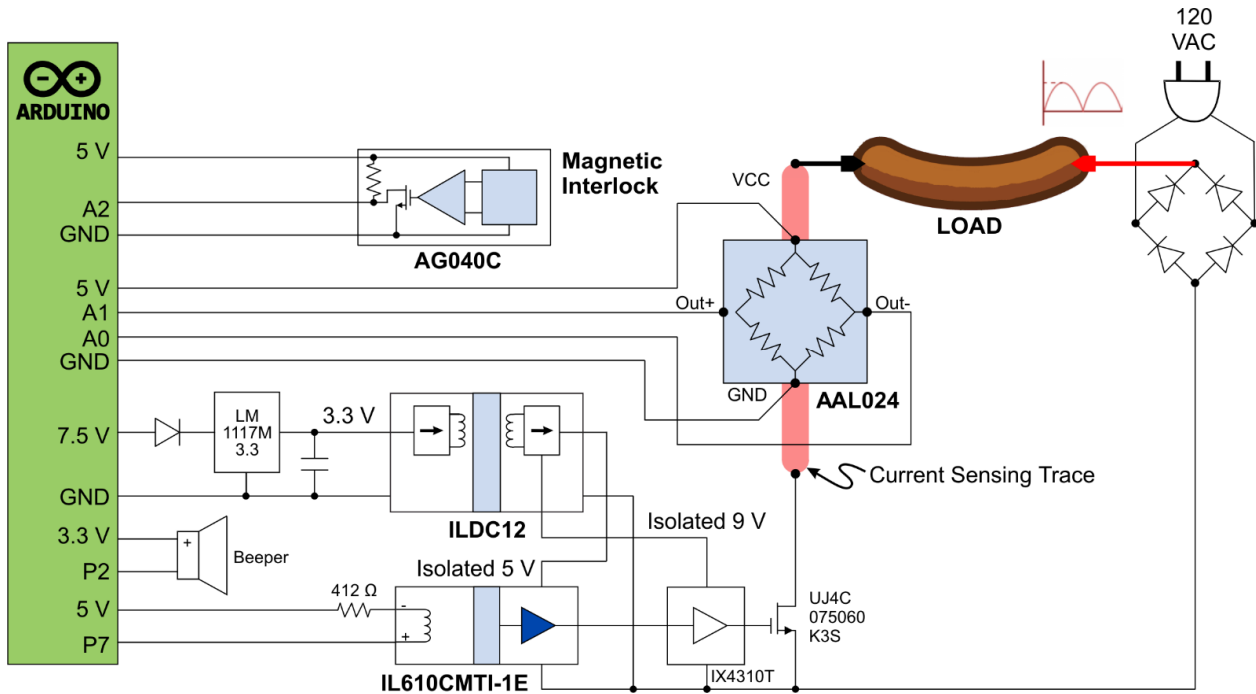 120
VAC
ARDUINO
5 V
A2
GND
5 V
A1
A0
GND
7.5 V
GND
3.3 V
P2
5 V
P7
Magnetic
Interlock
AG040C
VCC
LOAD
Out+
Out-
GND
AAL024
Current Sensing Trace
LM
1117M
3.3
3.3 V
ILDC12
Isolated 9 V
+
Beeper
Isolated 5 V
412 Ω
-
+
IL610CMTI-1E
IX4310T
UJ4C
075060
K3S